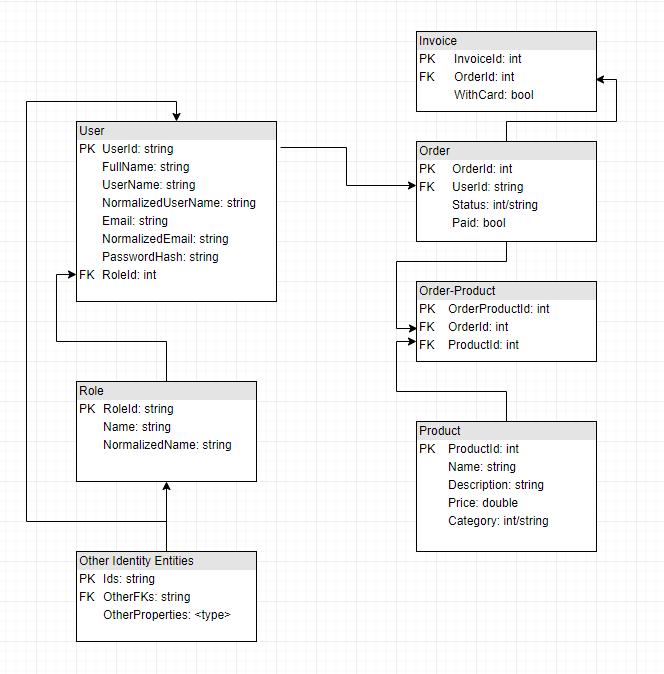 Invoice
PK InvoiceId: int
FK OrderId: int
WithCard: bool
User
PK UserId: string
FullName: string
UserName: string
NormalizedUserName: string
Email: string
NormalizedEmail: string
PasswordHash: string
FK RoleId: int
Order
PK OrderId: int
FK UserId: string
Status: int/string
Paid: bool
Order-Product
PK OrderProductId: int
FK OrderId: int
FK ProductId: int
Role
PK RoleId: string
Name: string
NormalizedName: string
Product
PK ProductId: int
Name: string
Description: string
Price: double
Category: int/string
Other Identity Entities
PK Ids: string
FK OtherFKs: string
OtherProperties: <type>